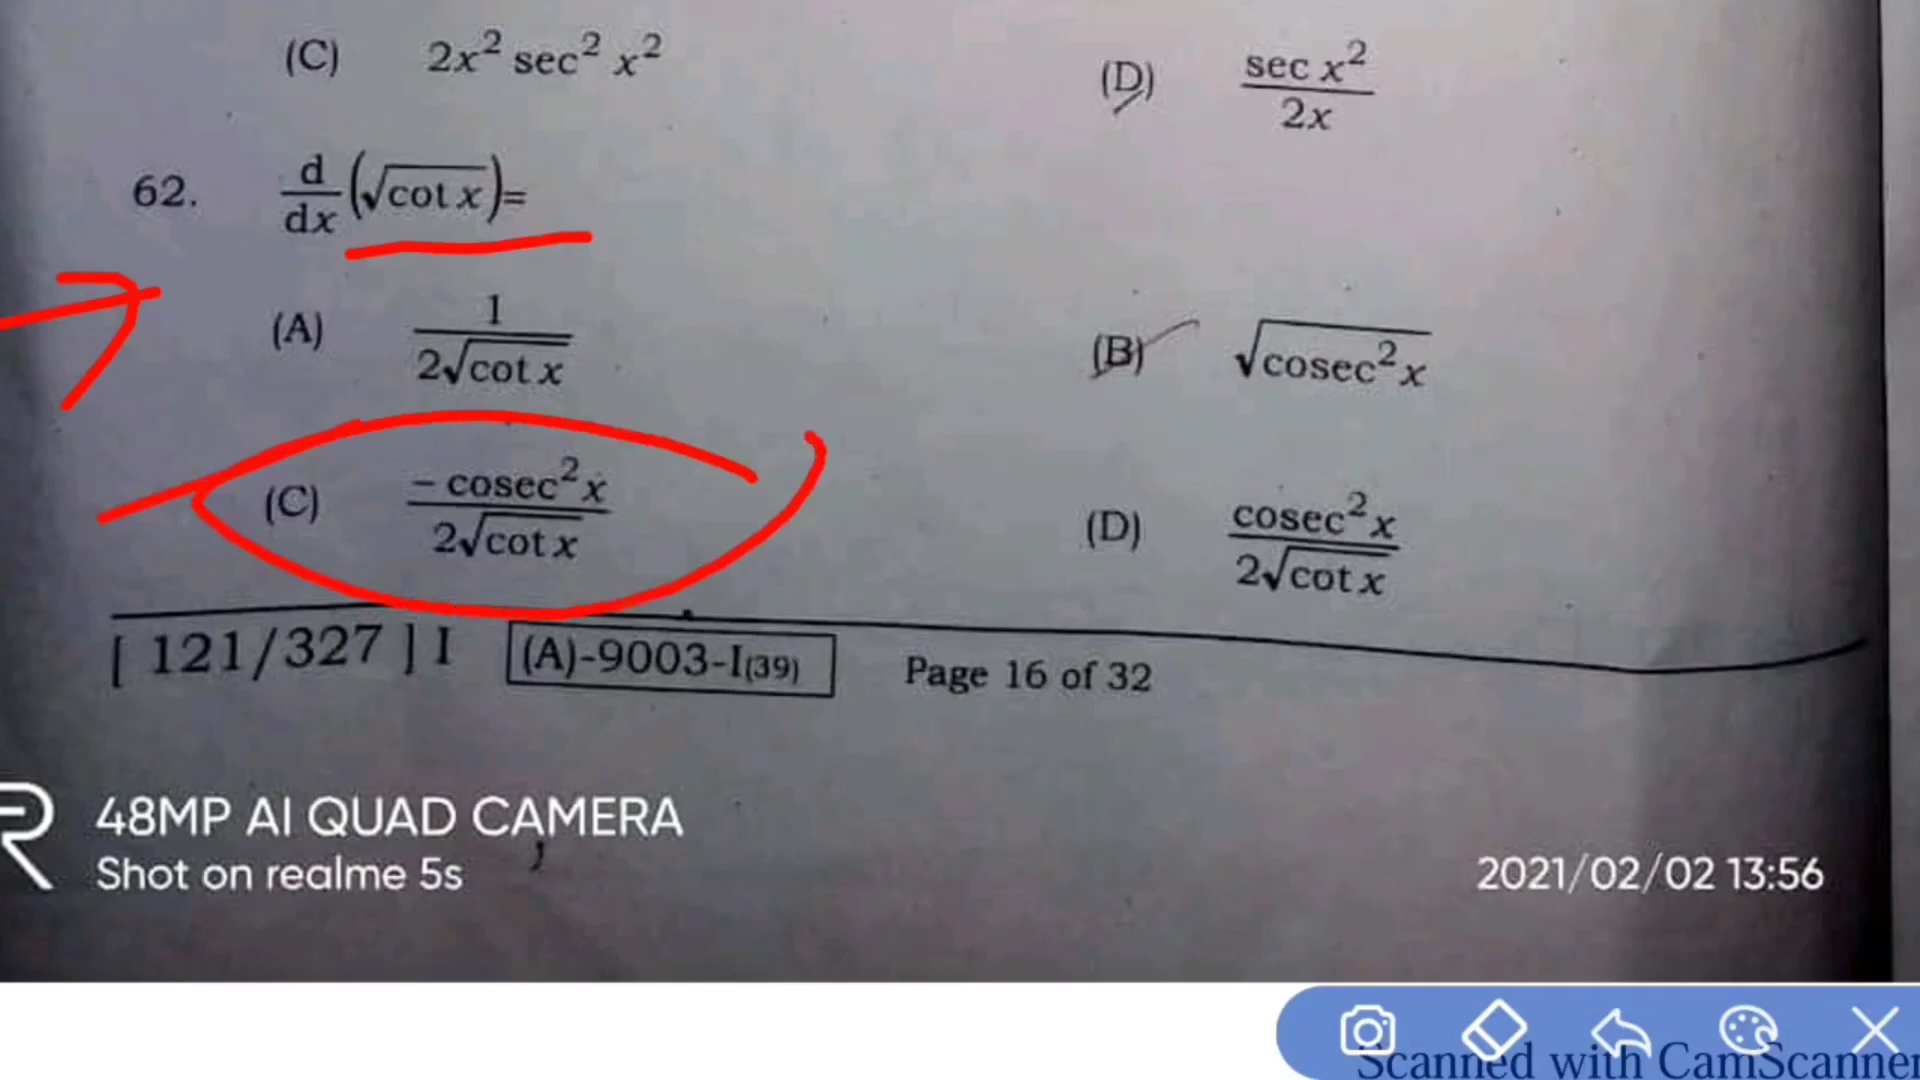 (C) 2x² sec² x² (D) sec x² / 2x
62. d/dx (√cot x) =
(A) 1 / 2√cot x (B) √cosec² x
(C) – cosec² x / 2√cot x (D) cosec² x / 2√cot x
[ 121/327 ] I (A)-9003-I(39) Page 16 of 32
48MP AI QUAD CAMERA
Shot on realme 5s 2021/02/02 13:56
Scanned with CamScanner